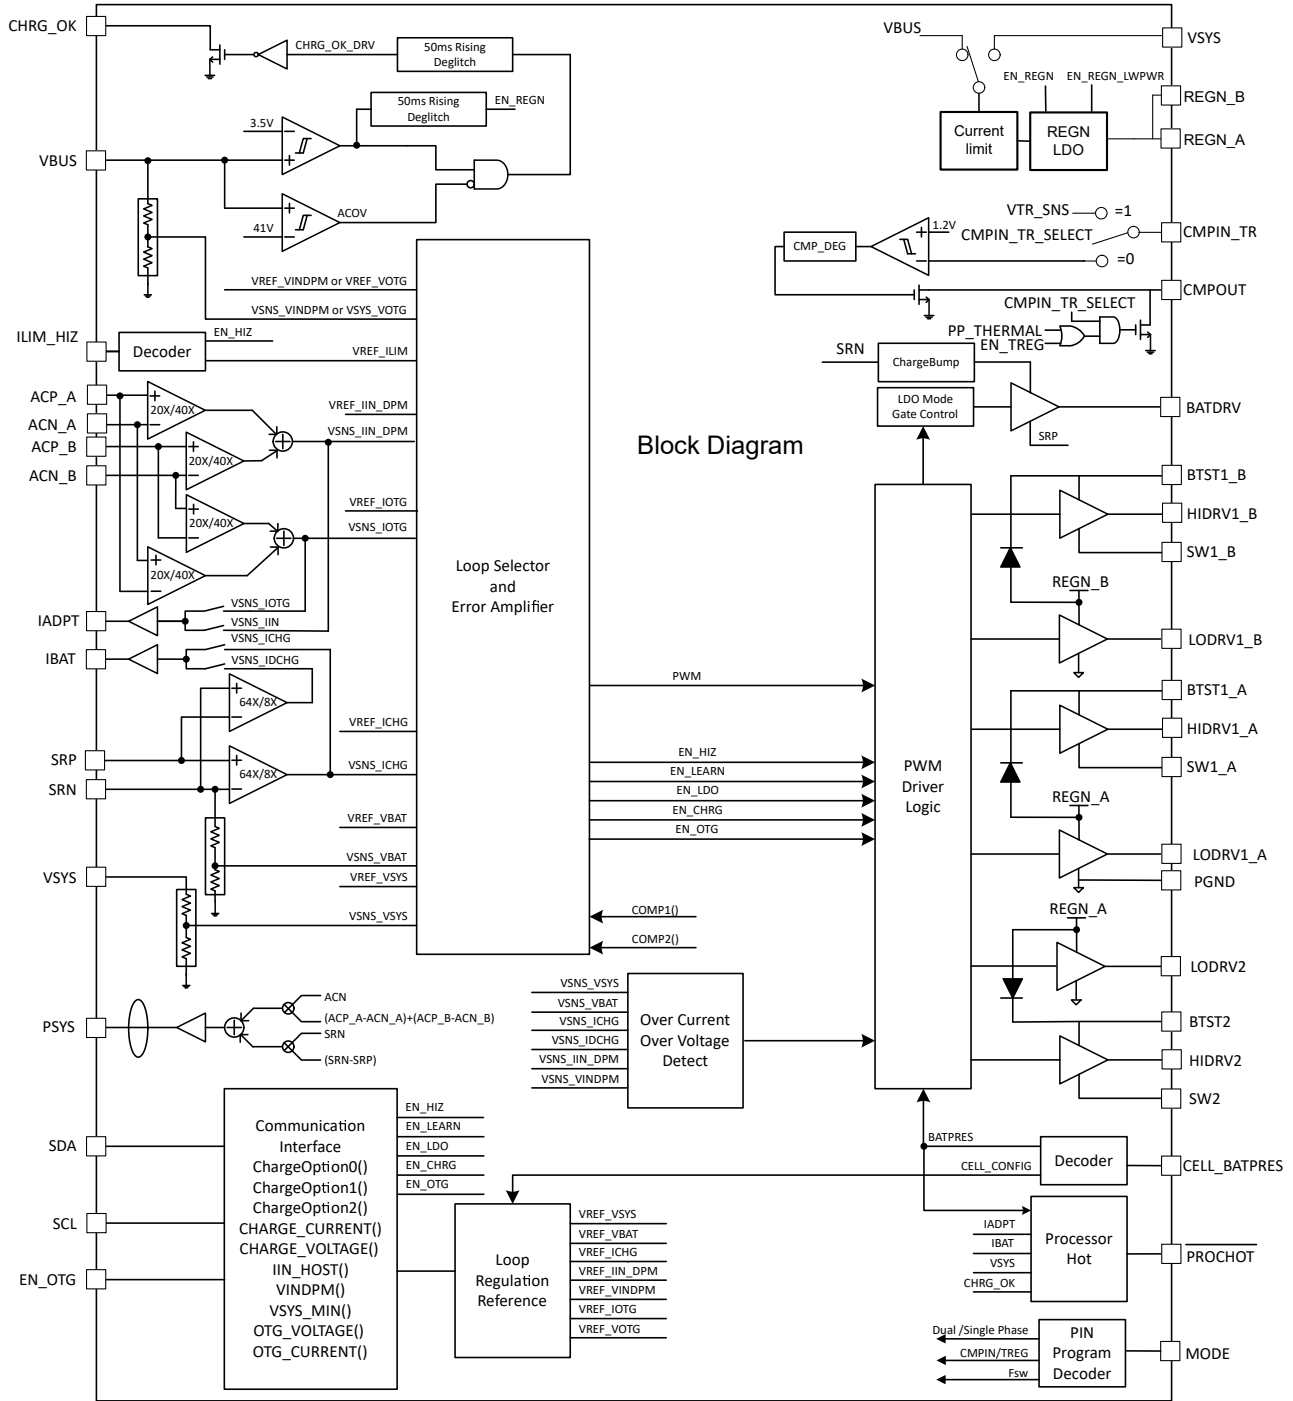 CHRG_OK
CHRG_OK_DRV
50ms Rising
Deglitch
50ms Rising
Deglitch
EN_REGN
3.5V
VBUS
ACOV
41V
VREF_VINDPM or VREF_VOTG
VSNS_VINDPM or VSYS_VOTG
ILIM_HIZ
Decoder
EN_HIZ
VREF_ILIM
ACP_A
ACN_A
ACP_B
ACN_B
20X/40X
20X/40X
20X/40X
20X/40X
VREF_IIN_DPM
VSNS_IIN_DPM
VREF_IOTG
VSNS_IOTG
IADPT
VSNS_IOTG
VSNS_IIN
IBAT
VSNS_ICHG
VSNS_IDCHG
64X/8X
64X/8X
VREF_ICHG
VSNS_ICHG
SRP
SRN
VREF_VBAT
VSNS_VBAT
VREF_VSYS
VSYS
VSNS_VSYS
Loop Selector
and
Error Amplifier
COMP1()
COMP2()
PSYS
ACN
(ACP_A-ACN_A)+(ACP_B-ACN_B)
SRN
(SRN-SRP)
VSNS_VSYS
VSNS_VBAT
VSNS_ICHG
VSNS_IDCHG
VSNS_IIN_DPM
VSNS_VINDPM
Over Current
Over Voltage
Detect
SDA
SCL
EN_OTG
Communication
Interface
ChargeOption0()
ChargeOption1()
ChargeOption2()
CHARGE_CURRENT()
CHARGE_VOLTAGE()
IIN_HOST()
VINDPM()
VSYS_MIN()
OTG_VOLTAGE()
OTG_CURRENT()
EN_HIZ
EN_LEARN
EN_LDO
EN_CHRG
EN_OTG
Loop
Regulation
Reference
VREF_VSYS
VREF_VBAT
VREF_ICHG
VREF_IIN_DPM
VREF_VINDPM
VREF_IOTG
VREF_VOTG
Block Diagram
PWM
EN_HIZ
EN_LEARN
EN_LDO
EN_CHRG
EN_OTG
PWM
Driver
Logic
VBUS
VSYS
EN_REGN
EN_REGN_LWPWR
REGN_B
Current
limit
REGN
LDO
REGN_A
VTR_SNS
=1
CMPIN_TR_SELECT
=0
CMPIN_TR
1.2V
CMP_DEG
CMPOUT
CMPIN_TR_SELECT
PP_THERMAL
EN_TREG
SRN
ChargeBump
LDO Mode
Gate Control
SRP
BATDRV
BTST1_B
HIDRV1_B
SW1_B
REGN_B
LODRV1_B
BTST1_A
HIDRV1_A
SW1_A
REGN_A
LODRV1_A
PGND
REGN_A
LODRV2
BTST2
HIDRV2
SW2
BATPRES
CELL_CONFIG
Decoder
CELL_BATPRES
IADPT
IBAT
VSYS
CHRG_OK
Processor
Hot
PROCHOT
Dual /Single Phase
CMPIN/TREG
Fsw
PIN
Program
Decoder
MODE